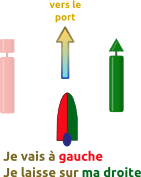 vers le
port
Je vais à gauche
Je laisse sur ma droite